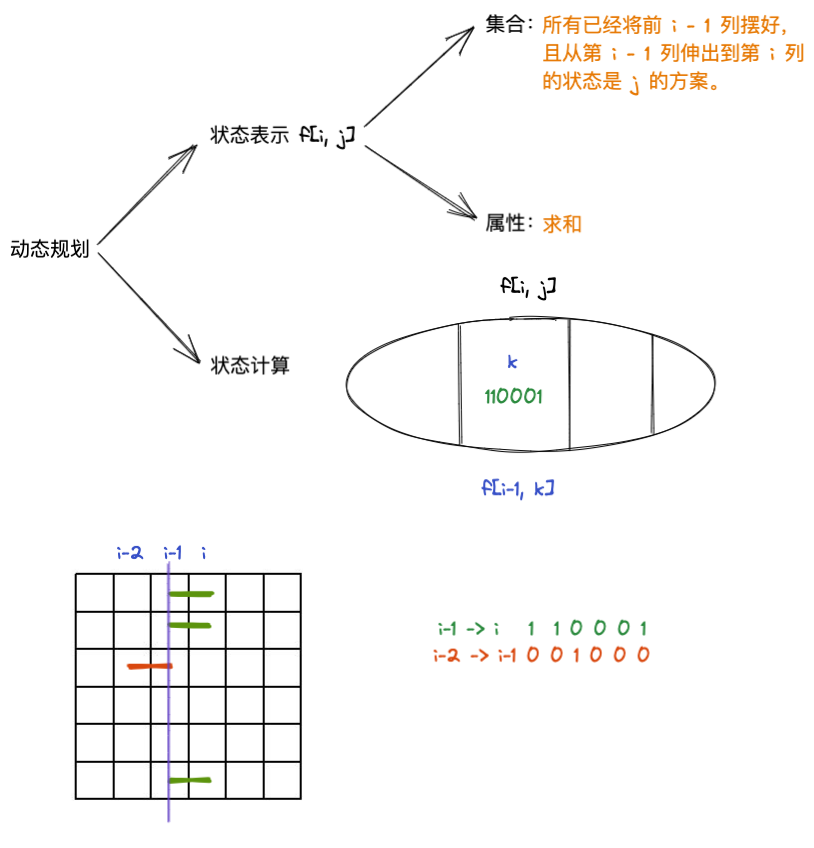 集合：所有已经将前 i - 1 列摆好，
且从第 i - 1 列伸出到第 i 列
的状态是 j 的方案。
状态表示 f[i, j]
属性：求和
动态规划
f[i, j]
状态计算
k
110001
f[i-1, k]
i-2 i-1 i
i-1 -> i 1 1 0 0 0 1
i-2 -> i-1 0 0 1 0 0 0